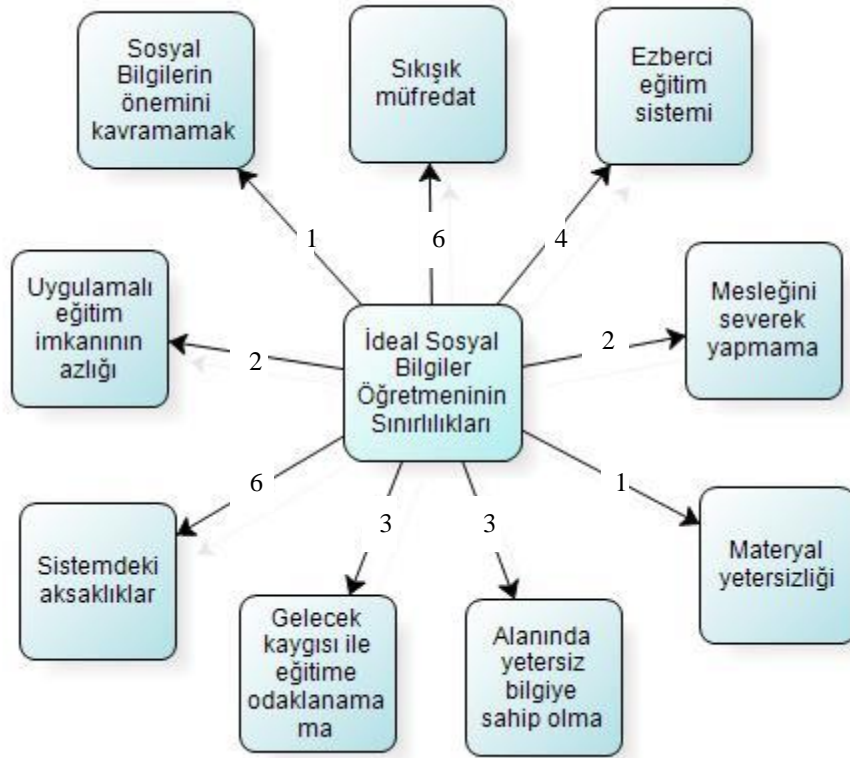 Sosyal
Bilgilerin
önemini
kavramamak
Sıkışık
müfredat
Ezberci
eğitim
sistemi
1
6
4
Uygulamalı
eğitim
imkanının
azlığı
2
İdeal Sosyal
Bilgiler
Öğretmeninin
Sınırlılıkları
2
Mesleğini
severek
yapmama
6
3
3
1
Sistemdeki
aksaklıklar
Gelecek
kaygısı ile
eğitime
odaklanama
ma
Alanında
yetersiz
bilgiye
sahip olma
Materyal
yetersizliği